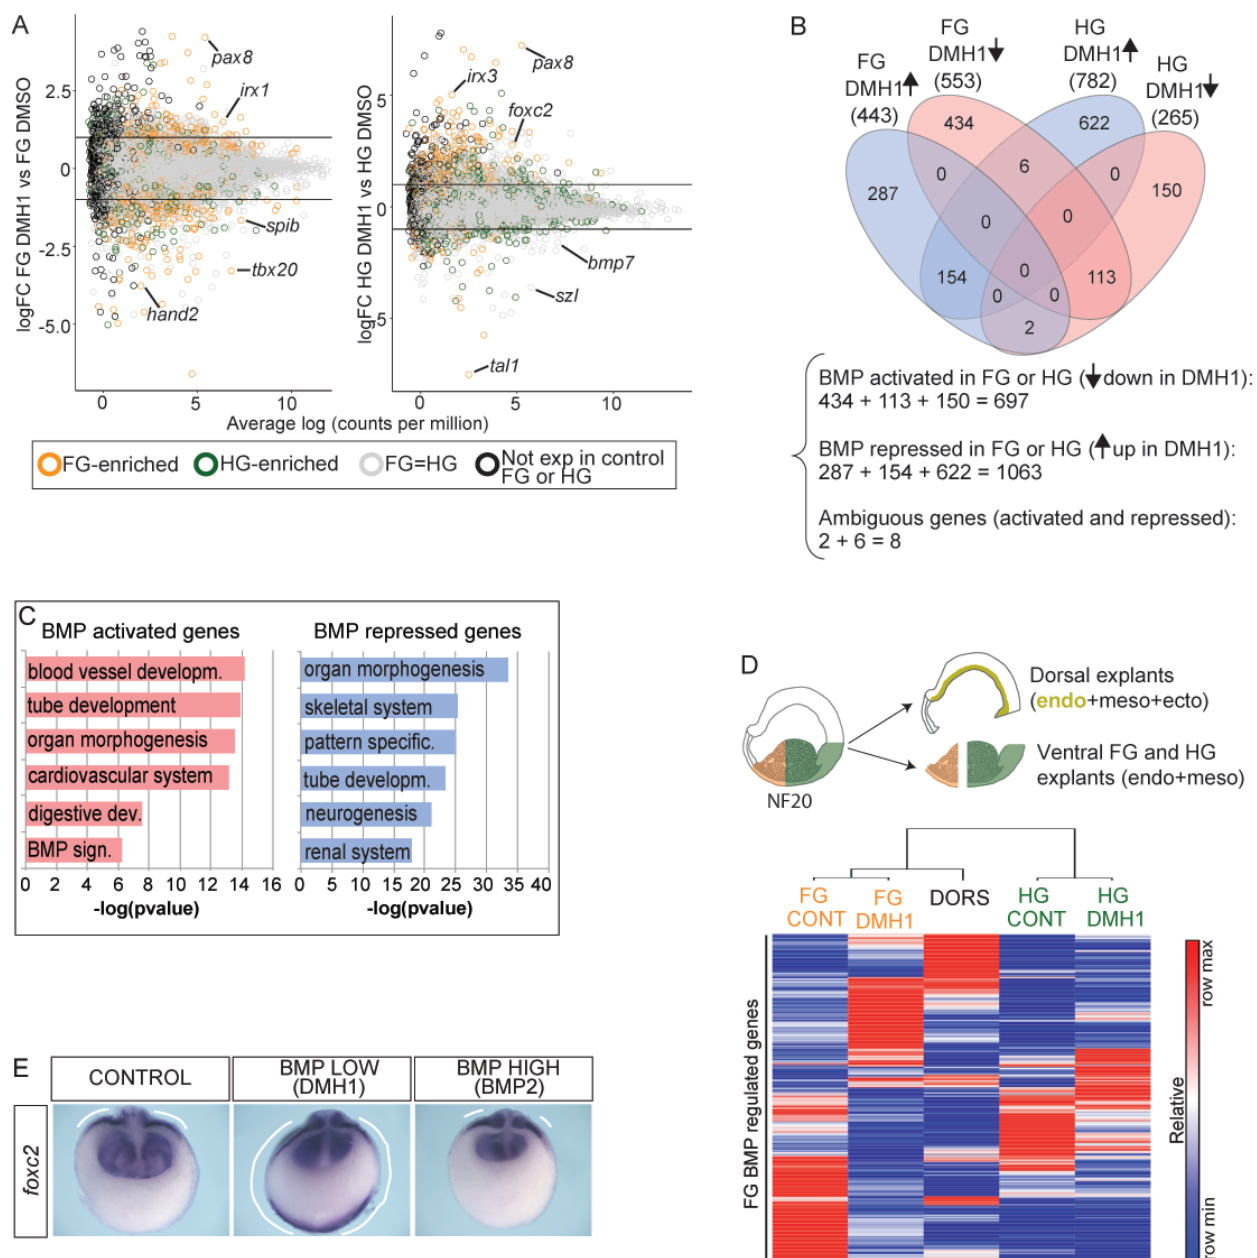 A
logFC FG DMH1 vs FG DMSO
2.5
0
-2.5
-5.0
pax8
irx1
spib
tbx20
hand2
0
5
10
logFC HG DMH1 vs HG DMSO
5
0
-5
pax8
irx3
foxc2
bmp7
szl
tal1
0
5
10
Average log (counts per million)
FG-enriched
HG-enriched
FG=HG
Not exp in control
FG or HG
B
FG
DMH1
(443)
FG
DMH1
(553)
HG
DMH1
(782)
HG
DMH1
(265)
434
622
287
150
0
6
0
0
0
154
0
113
0
0
2
BMP activated in FG or HG (↓down in DMH1):
434 + 113 + 150 = 697
BMP repressed in FG or HG (↑up in DMH1):
287 + 154 + 622 = 1063
Ambiguous genes (activated and repressed):
2 + 6 = 8
C
BMP activated genes
blood vessel developm.
tube development
organ morphogenesis
cardiovascular system
digestive dev.
BMP sign.
0 2 4 6 8 10 12 14 16
-log(pvalue)
BMP repressed genes
organ morphogenesis
skeletal system
pattern specific.
tube developm.
neurogenesis
renal system
0 5 10 15 20 25 30 35 40
-log(pvalue)
D
NF20
Dorsal explants
(endo+meso+ecto)
Ventral FG and HG
explants (endo+meso)
FG
CONT
FG
DMH1
DORS
HG
CONT
HG
DMH1
FG BMP regulated genes
row max
Relative
row min
E
CONTROL
BMP LOW
(DMH1)
BMP HIGH
(BMP2)
foxc2